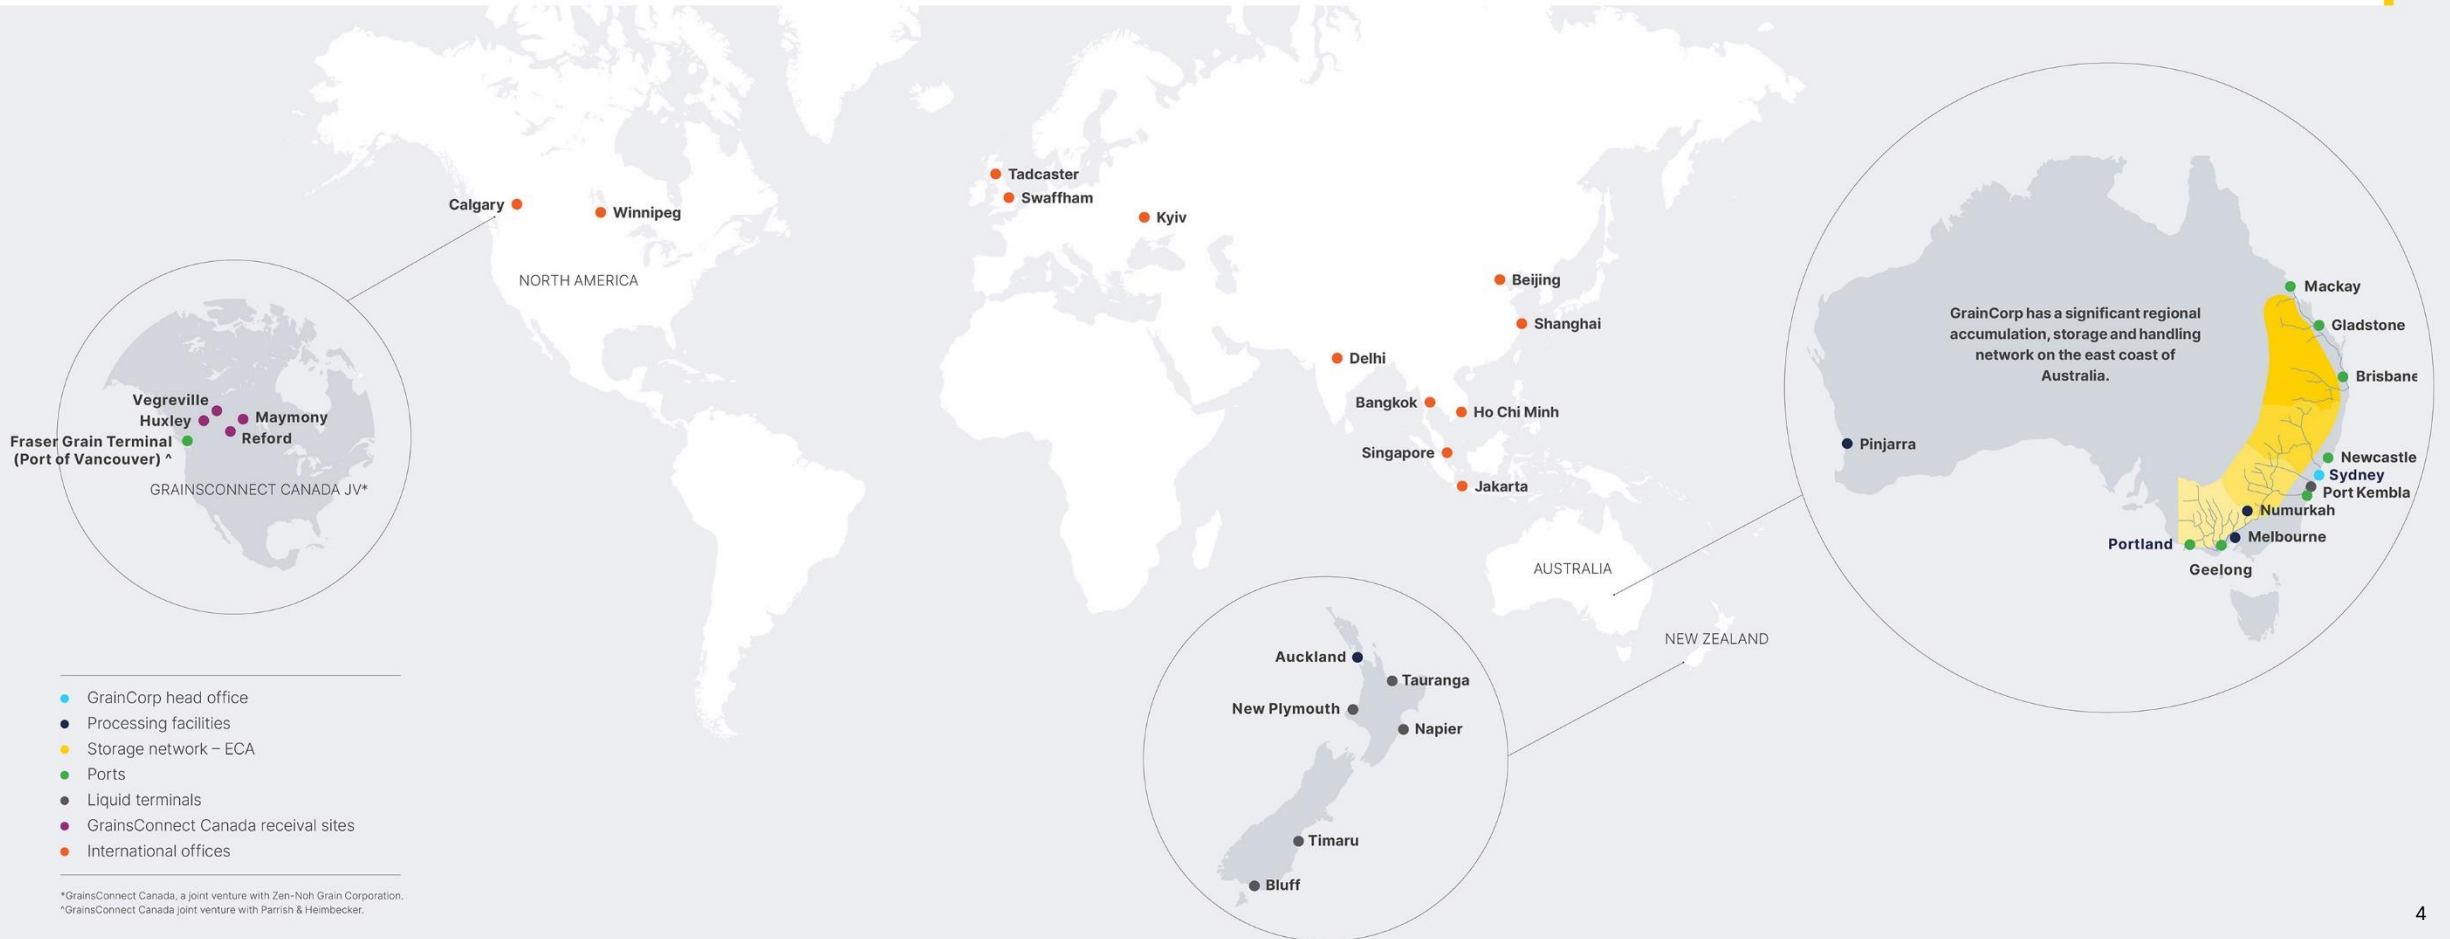 Calgary
Winnipeg
NORTH AMERICA
Tadcaster
Swaffham
Kyiv
Beijing
Shanghai
Delhi
Bangkok
Ho Chi Minh
Singapore
Jakarta
AUSTRALIA
NEW ZEALAND
Vegreville
Huxley
Maymony
Reford
Fraser Grain Terminal
(Port of Vancouver) ^
GRAINSCONNECT CANADA JV*
GrainCorp has a significant regional
accumulation, storage and handling
network on the east coast of
Australia.
Mackay
Gladstone
Brisbane
Pinjarra
Newcastle
Sydney
Port Kembla
Numurkah
Melbourne
Portland
Geelong
Auckland
Tauranga
New Plymouth
Napier
Timaru
Bluff
GrainCorp head office
Processing facilities
Storage network – ECA
Ports
Liquid terminals
GrainsConnect Canada receival sites
International offices
*GrainsConnect Canada, a joint venture with Zen-Noh Grain Corporation.
^GrainsConnect Canada joint venture with Parrish & Heimbecker.
4